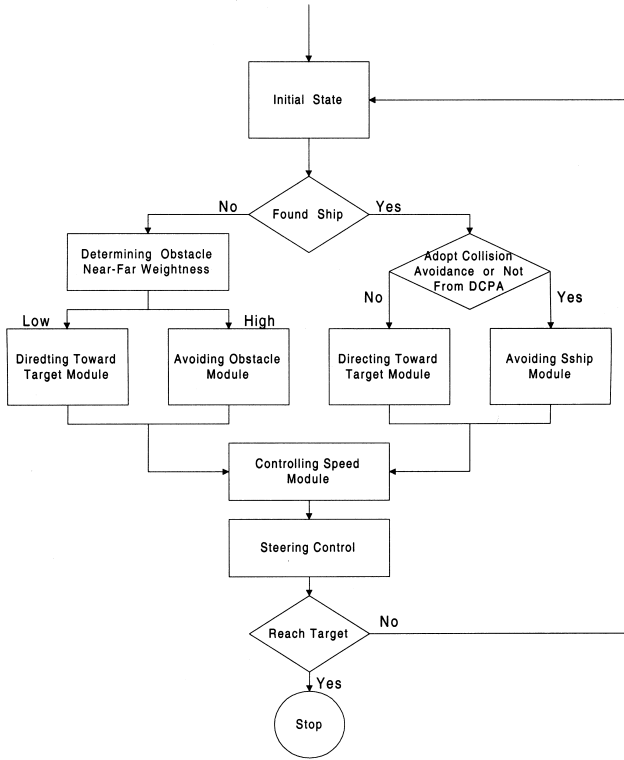 Initial State
Found Ship
No
Yes
Determining Obstacle
Near-Far Weightness
Adopt Collision
Avoidance or Not
From DCPA
Low
High
No
Yes
Diredting Toward
Target Module
Avoiding Obstacle
Module
Directing Toward
Target Module
Avoiding Sship
Module
Controlling Speed
Module
Steering Control
Reach Target
No
Yes
Stop